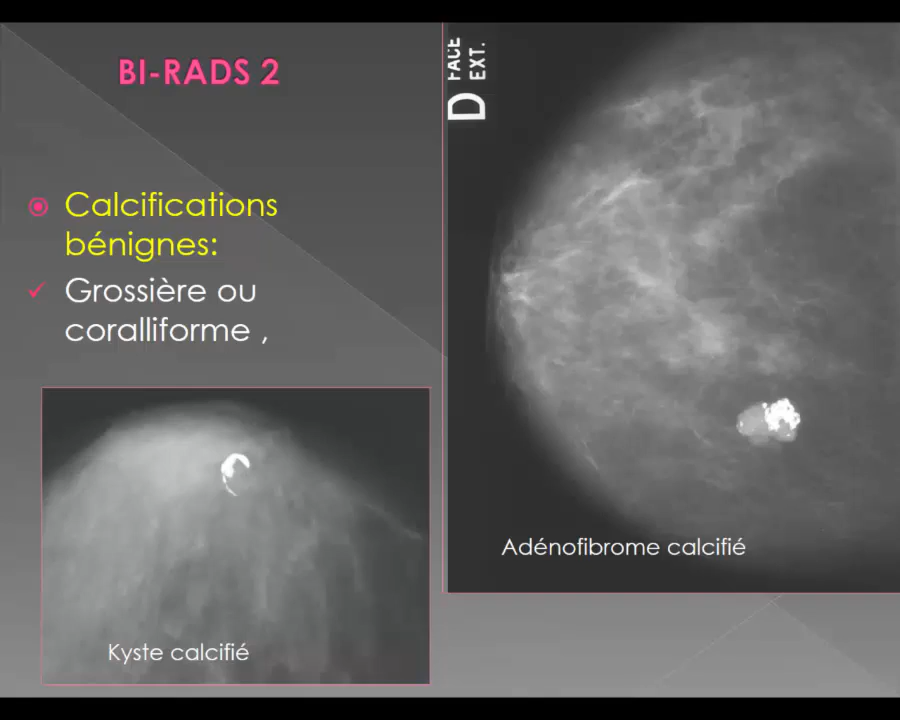 BI-RADS 2
Calcifications
bénignes:
Grossière ou
coralliforme ,
Kyste calcifié
D FACE
EXT.
Adénofibrome calcifié